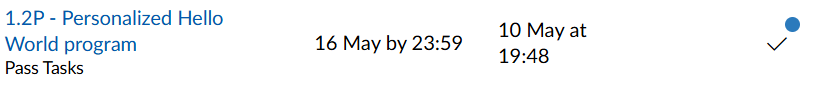 1.2P - Personalized Hello
World program
Pass Tasks
16 May by 23:59
10 May at
19:48